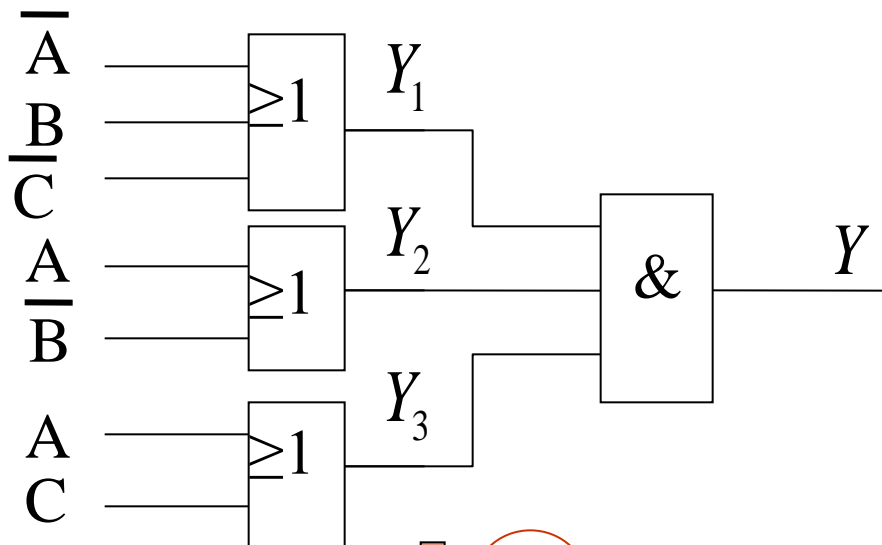 A̅
B
C̅
A
B̅
A
C
≥1
≥1
≥1
Y₁
Y₂
Y₃
&
Y